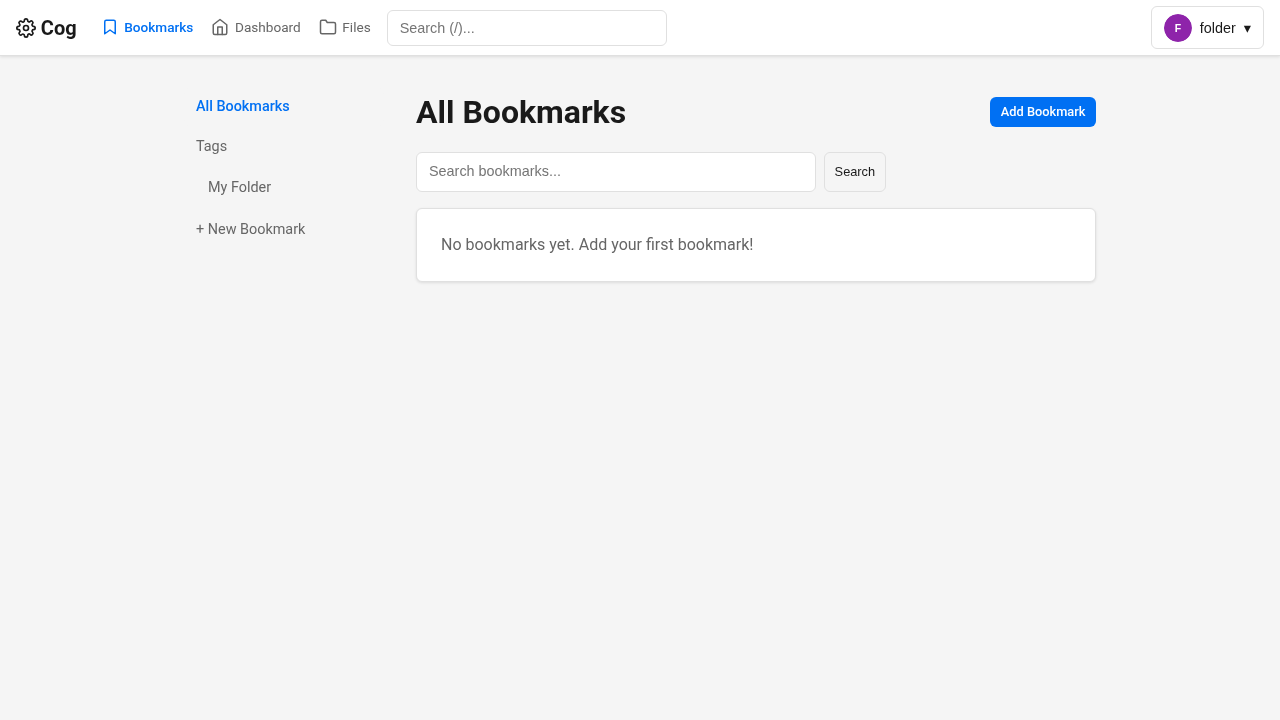 Cog Bookmarks Dashboard Files Search (/)... F folder ▾
All Bookmarks
Tags
My Folder
+ New Bookmark
All Bookmarks Add Bookmark
Search bookmarks... Search
No bookmarks yet. Add your first bookmark!